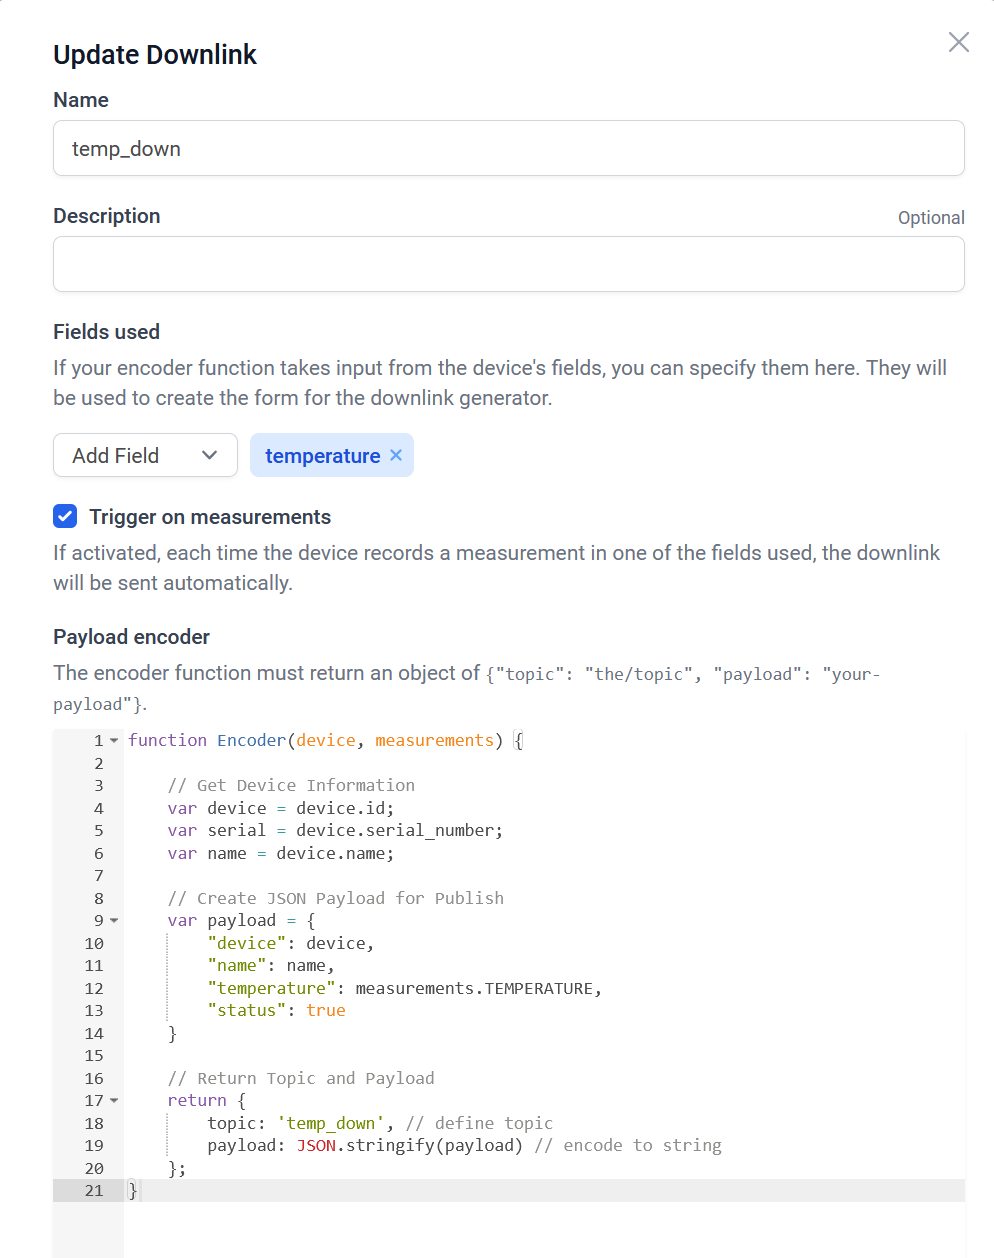 Update Downlink
Name
temp_down
Description
Optional
Fields used
If your encoder function takes input from the device's fields, you can specify them here. They will
be used to create the form for the downlink generator.
Add Field
temperature ×
Trigger on measurements
If activated, each time the device records a measurement in one of the fields used, the downlink
will be sent automatically.
Payload encoder
The encoder function must return an object of {"topic": "the/topic", "payload": "your-
payload"}.
1 function Encoder(device, measurements) {
2
3     // Get Device Information
4     var device = device.id;
5     var serial = device.serial_number;
6     var name = device.name;
7
8     // Create JSON Payload for Publish
9     var payload = {
10         "device": device,
11         "name": name,
12         "temperature": measurements.TEMPERATURE,
13         "status": true
14     }
15
16     // Return Topic and Payload
17     return {
18         topic: 'temp_down', // define topic
19         payload: JSON.stringify(payload) // encode to string
20     };
21 }